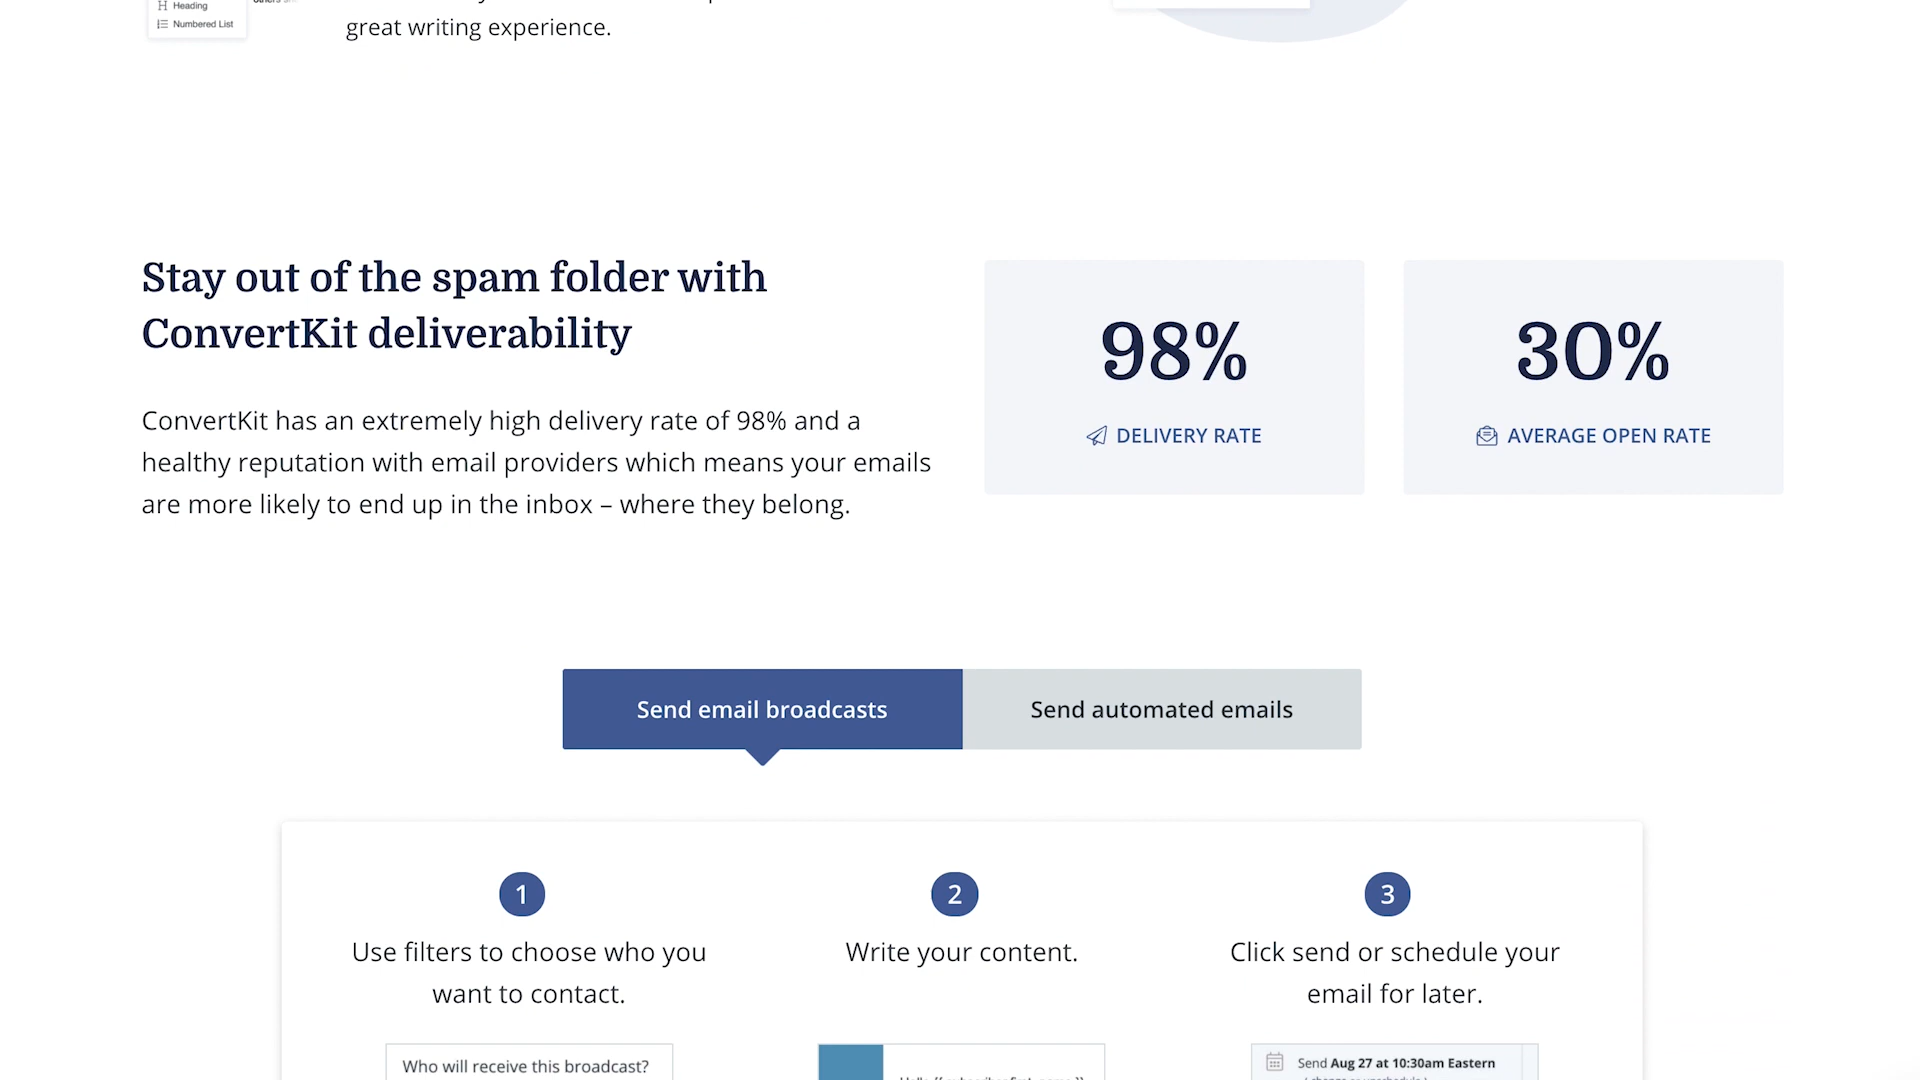 Heading
Numbered List
great writing experience.
Stay out of the spam folder with
ConvertKit deliverability
ConvertKit has an extremely high delivery rate of 98% and a
healthy reputation with email providers which means your emails
are more likely to end up in the inbox – where they belong.
98%
DELIVERY RATE
30%
AVERAGE OPEN RATE
Send email broadcasts
Send automated emails
1
Use filters to choose who you
want to contact.
Who will receive this broadcast?
2
Write your content.
3
Click send or schedule your
email for later.
Send Aug 27 at 10:30am Eastern